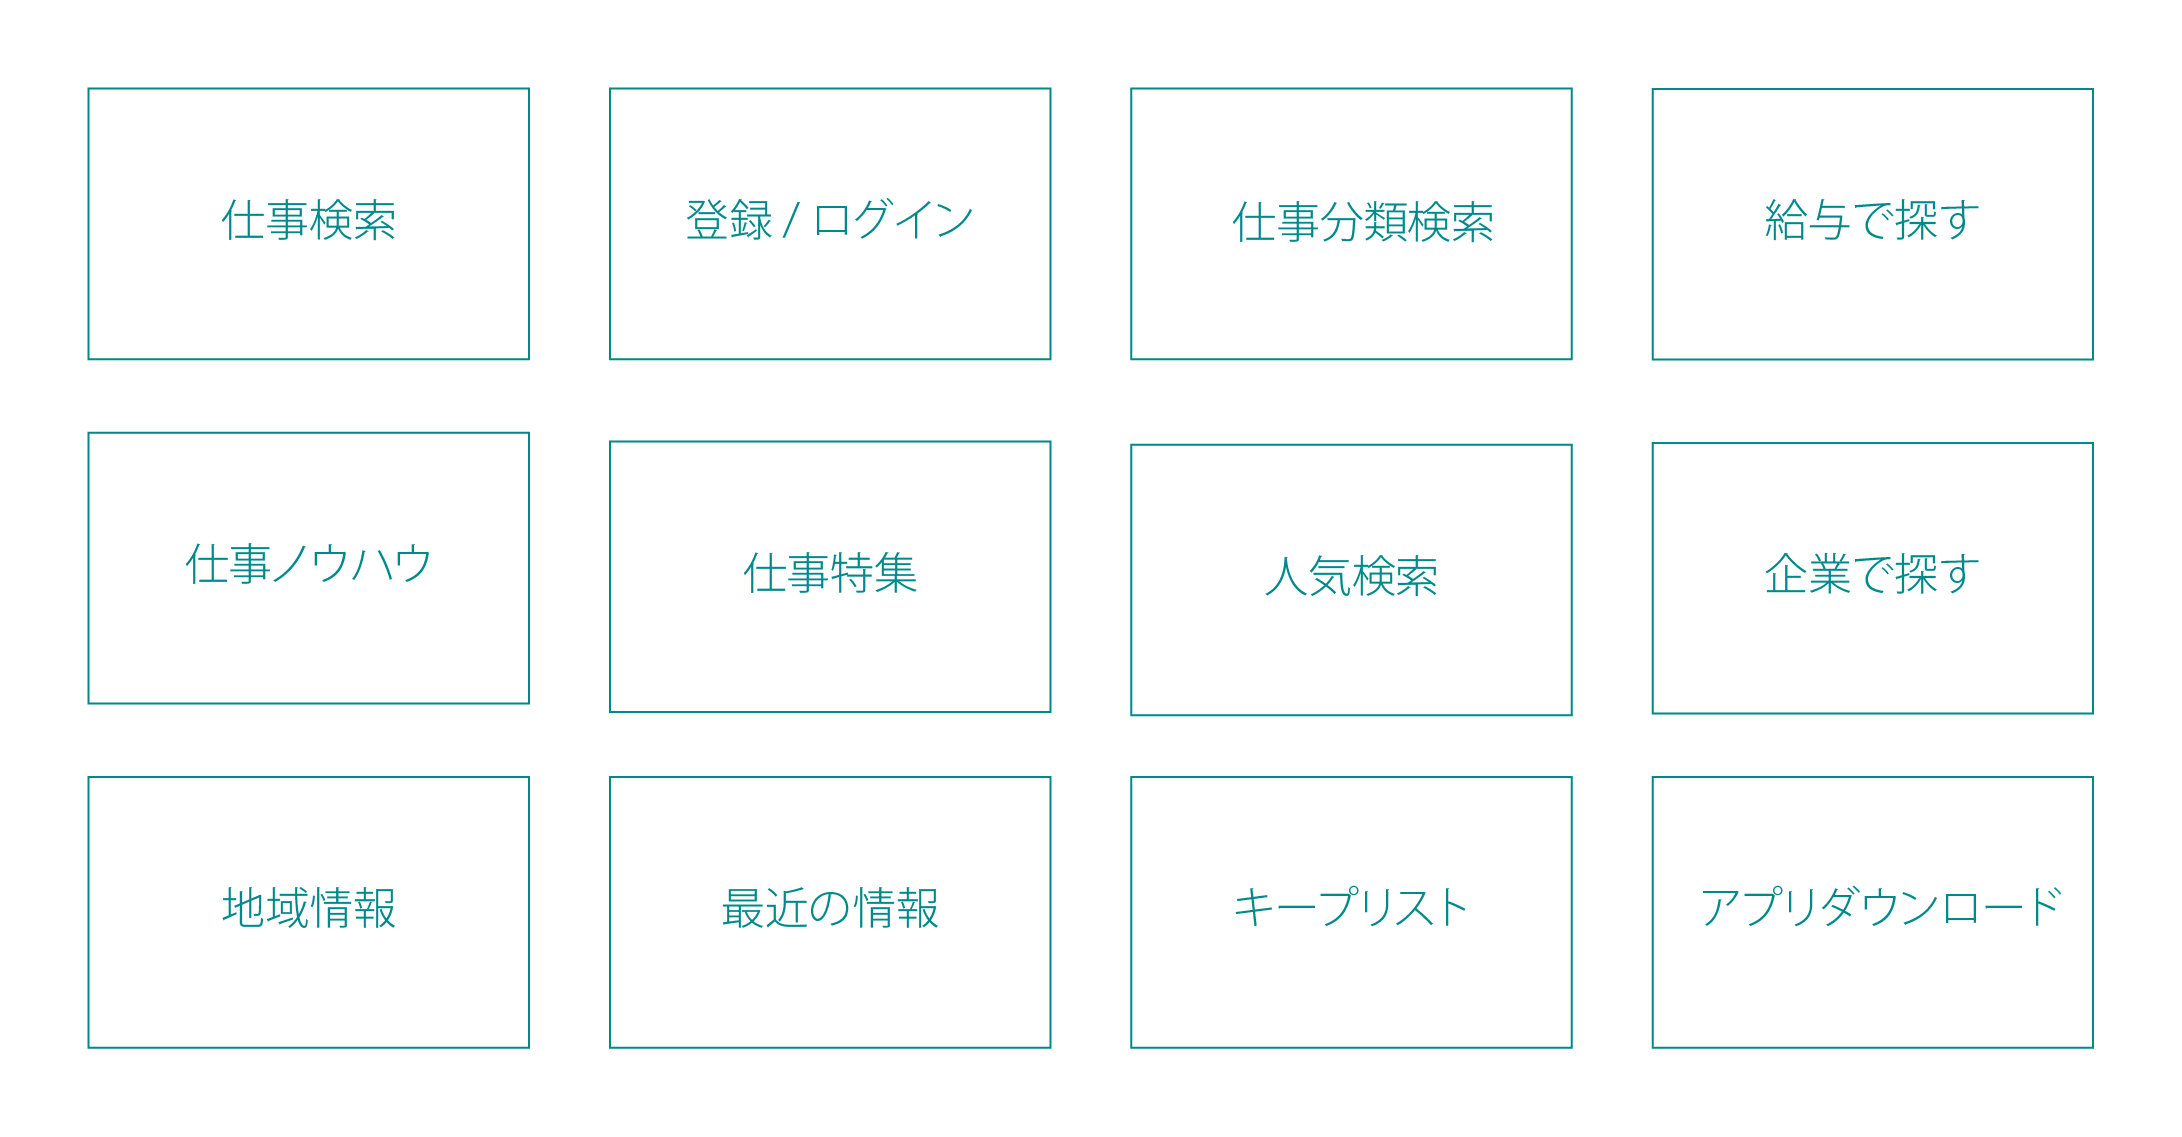 仕事検索
登録 / ログイン
仕事分類検索
給与で探す
仕事ノウハウ
仕事特集
人気検索
企業で探す
地域情報
最近の情報
キープリスト
アプリダウンロード